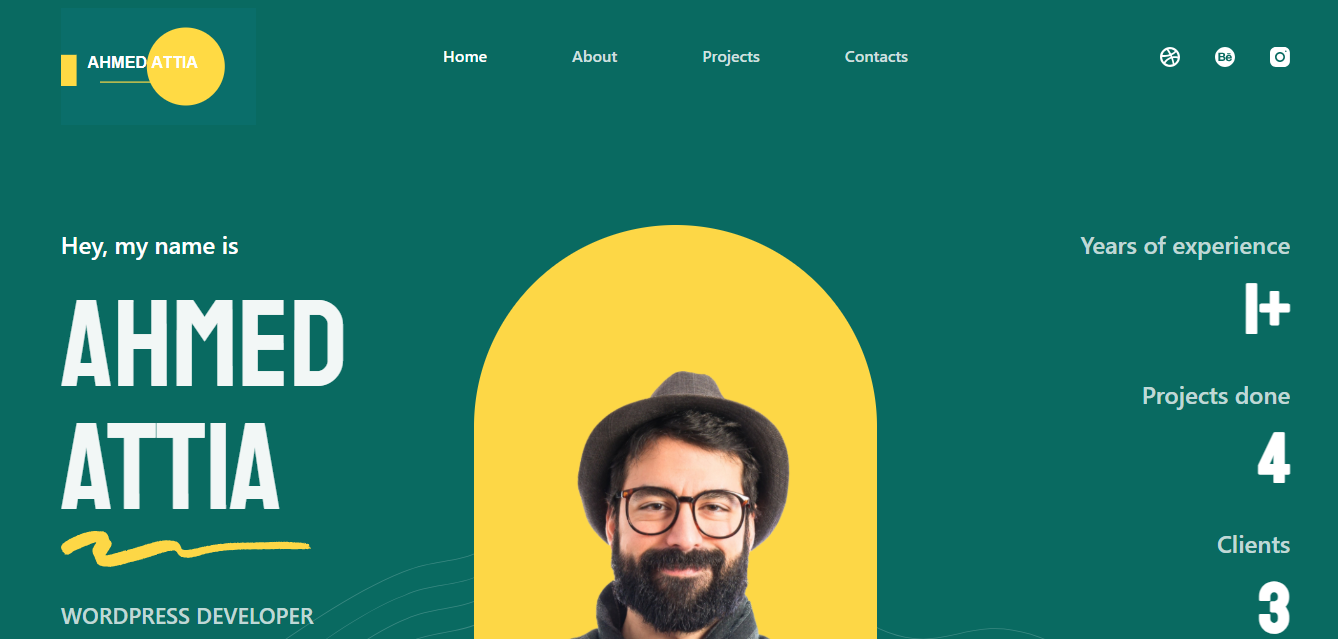 AHMED ATTIA
Home
About
Projects
Contacts
Bē
Hey, my name is
AHMED
ATTIA
WORDPRESS DEVELOPER
Years of experience
1+
Projects done
4
Clients
3